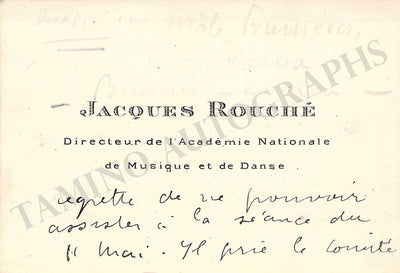 JACQUES ROUCHÉ
Directeur de l'Académie Nationale
de Musique et de Danse
regrette de ne pouvoir
assister à la séance du
11 Mai. Il prie le comité
TAMINO AUTOGRAPHS